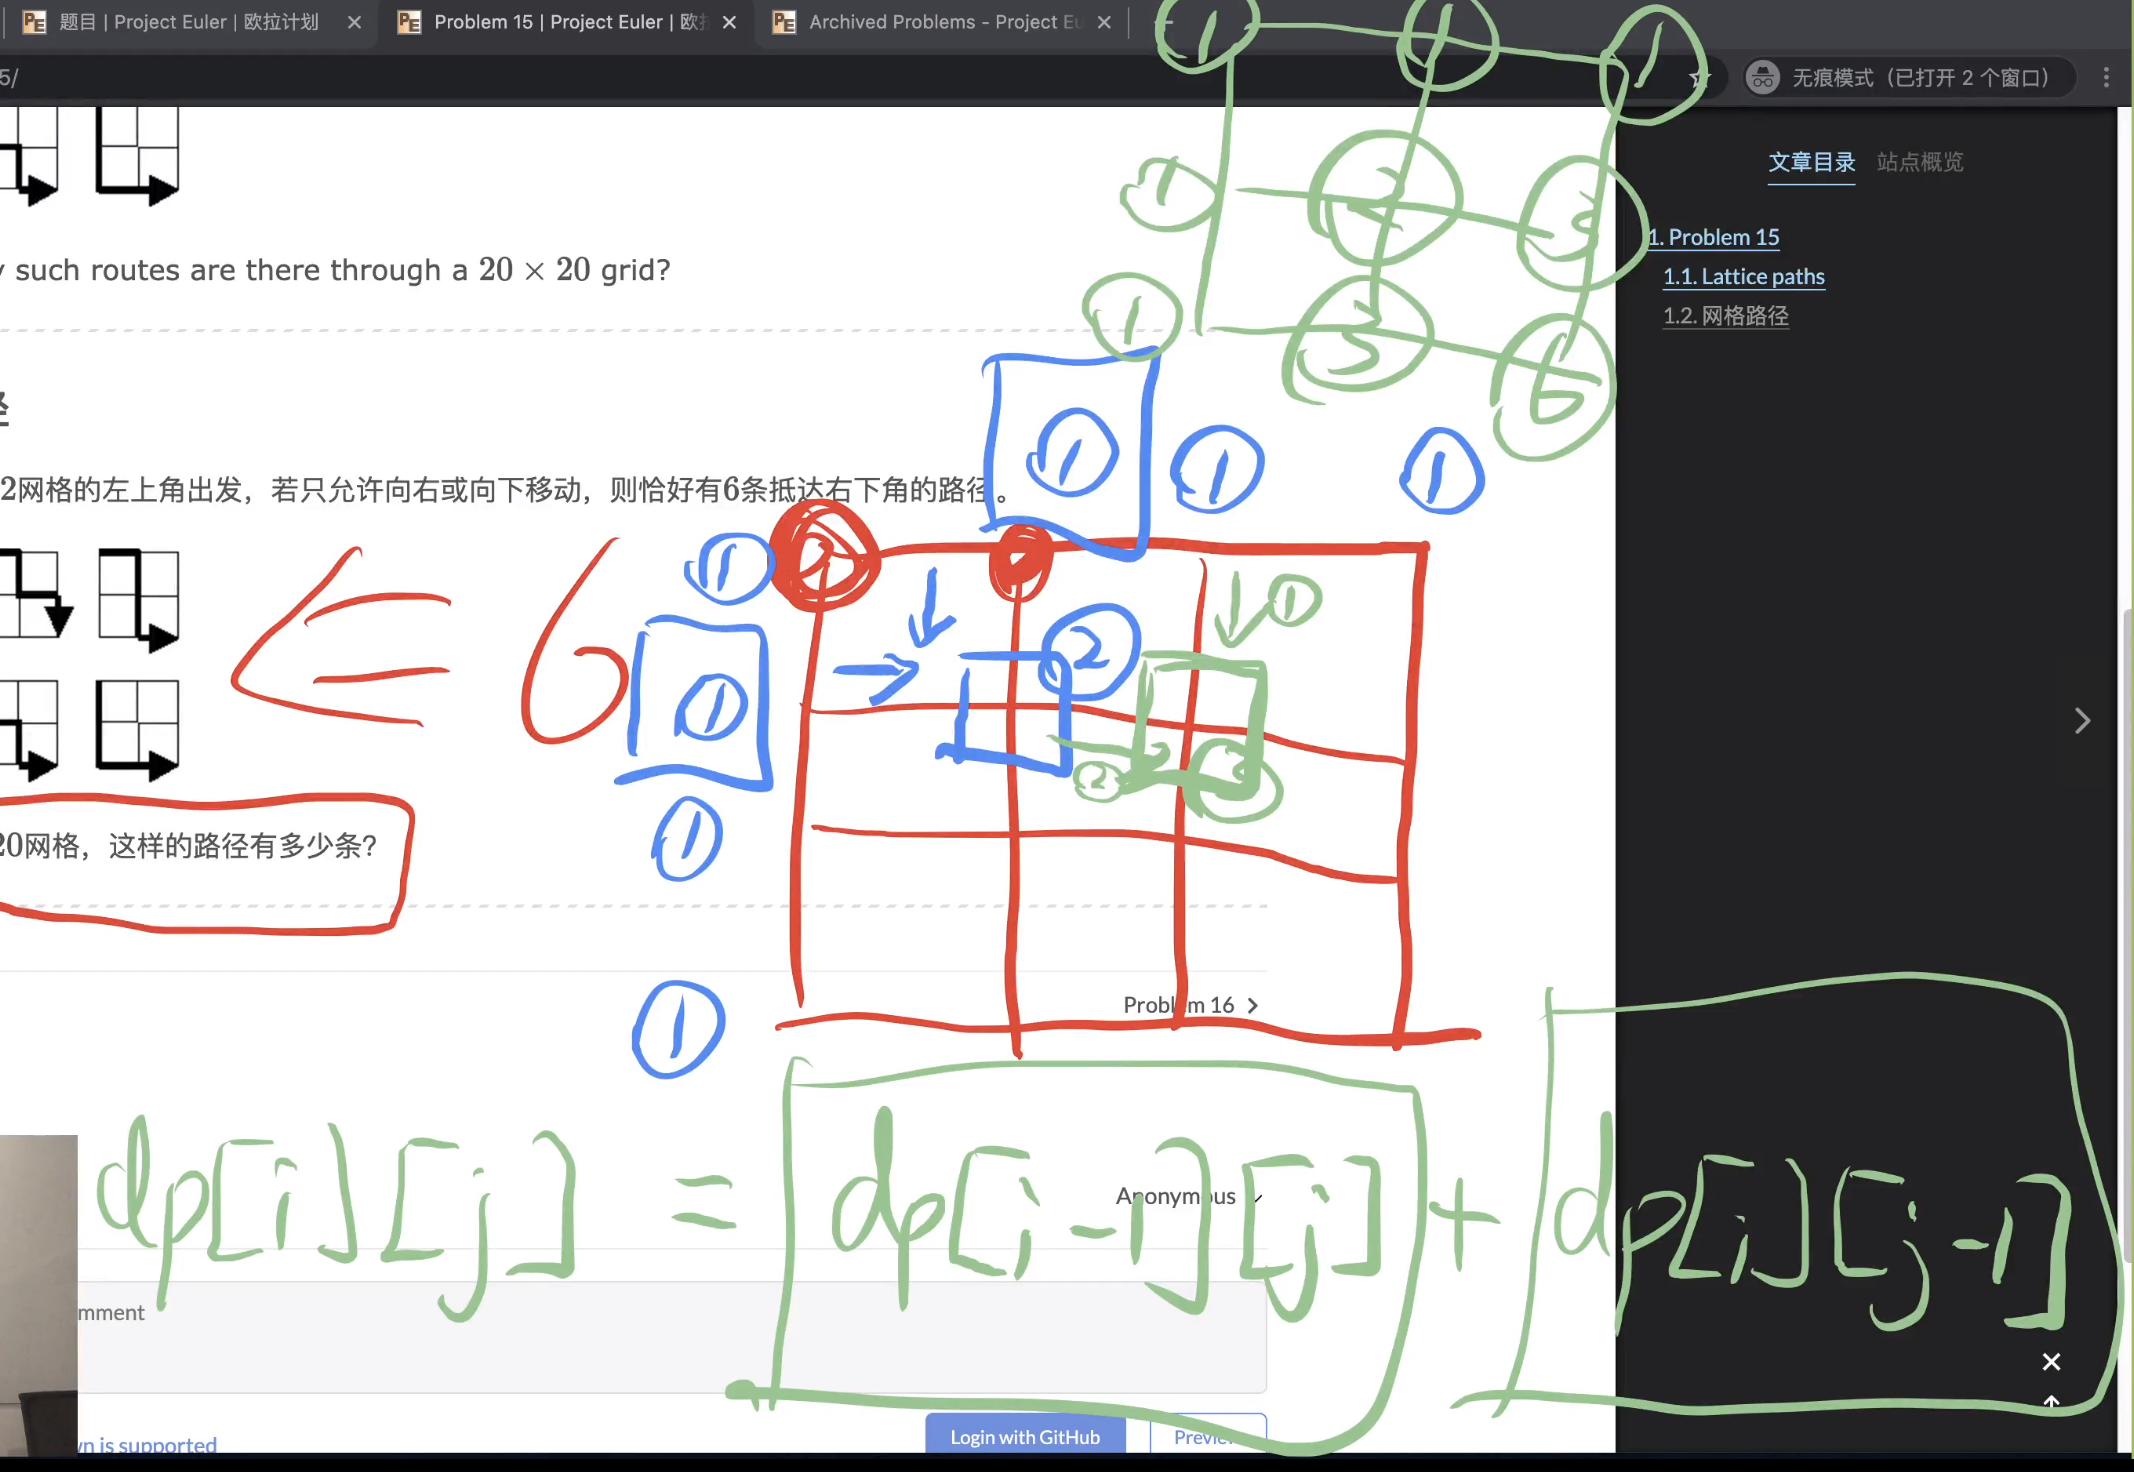 题目 | Project Euler | 欧拉计划
Problem 15 | Project Euler | 欧
Archived Problems - Project Eu
5/
无痕模式（已打开 2 个窗口）
文章目录 站点概览
1. Problem 15
1.1. Lattice paths
1.2. 网格路径
such routes are there through a 20 × 20 grid?
2网格的左上角出发，若只允许向右或向下移动，则恰好有6条抵达右下角的路径。
20网格，这样的路径有多少条？
1 1 1
1 2 3
1 3 6
1 1 1
1
6
1
1
1
2
1
2
3
Problem 16
dp[i][j] = dp[i-1][j] + dp[i][j-1]
Anonymous
mment
Login with GitHub
Preview
n is supported